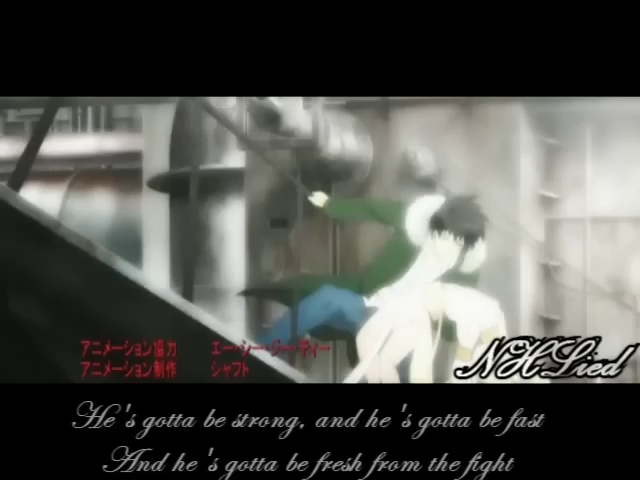 アニメーション協力 エー・シー・ジー・ティー
アニメーション制作 シャフト
NHLied
He's gotta be strong, and he's gotta be fast
And he's gotta be fresh from the fight